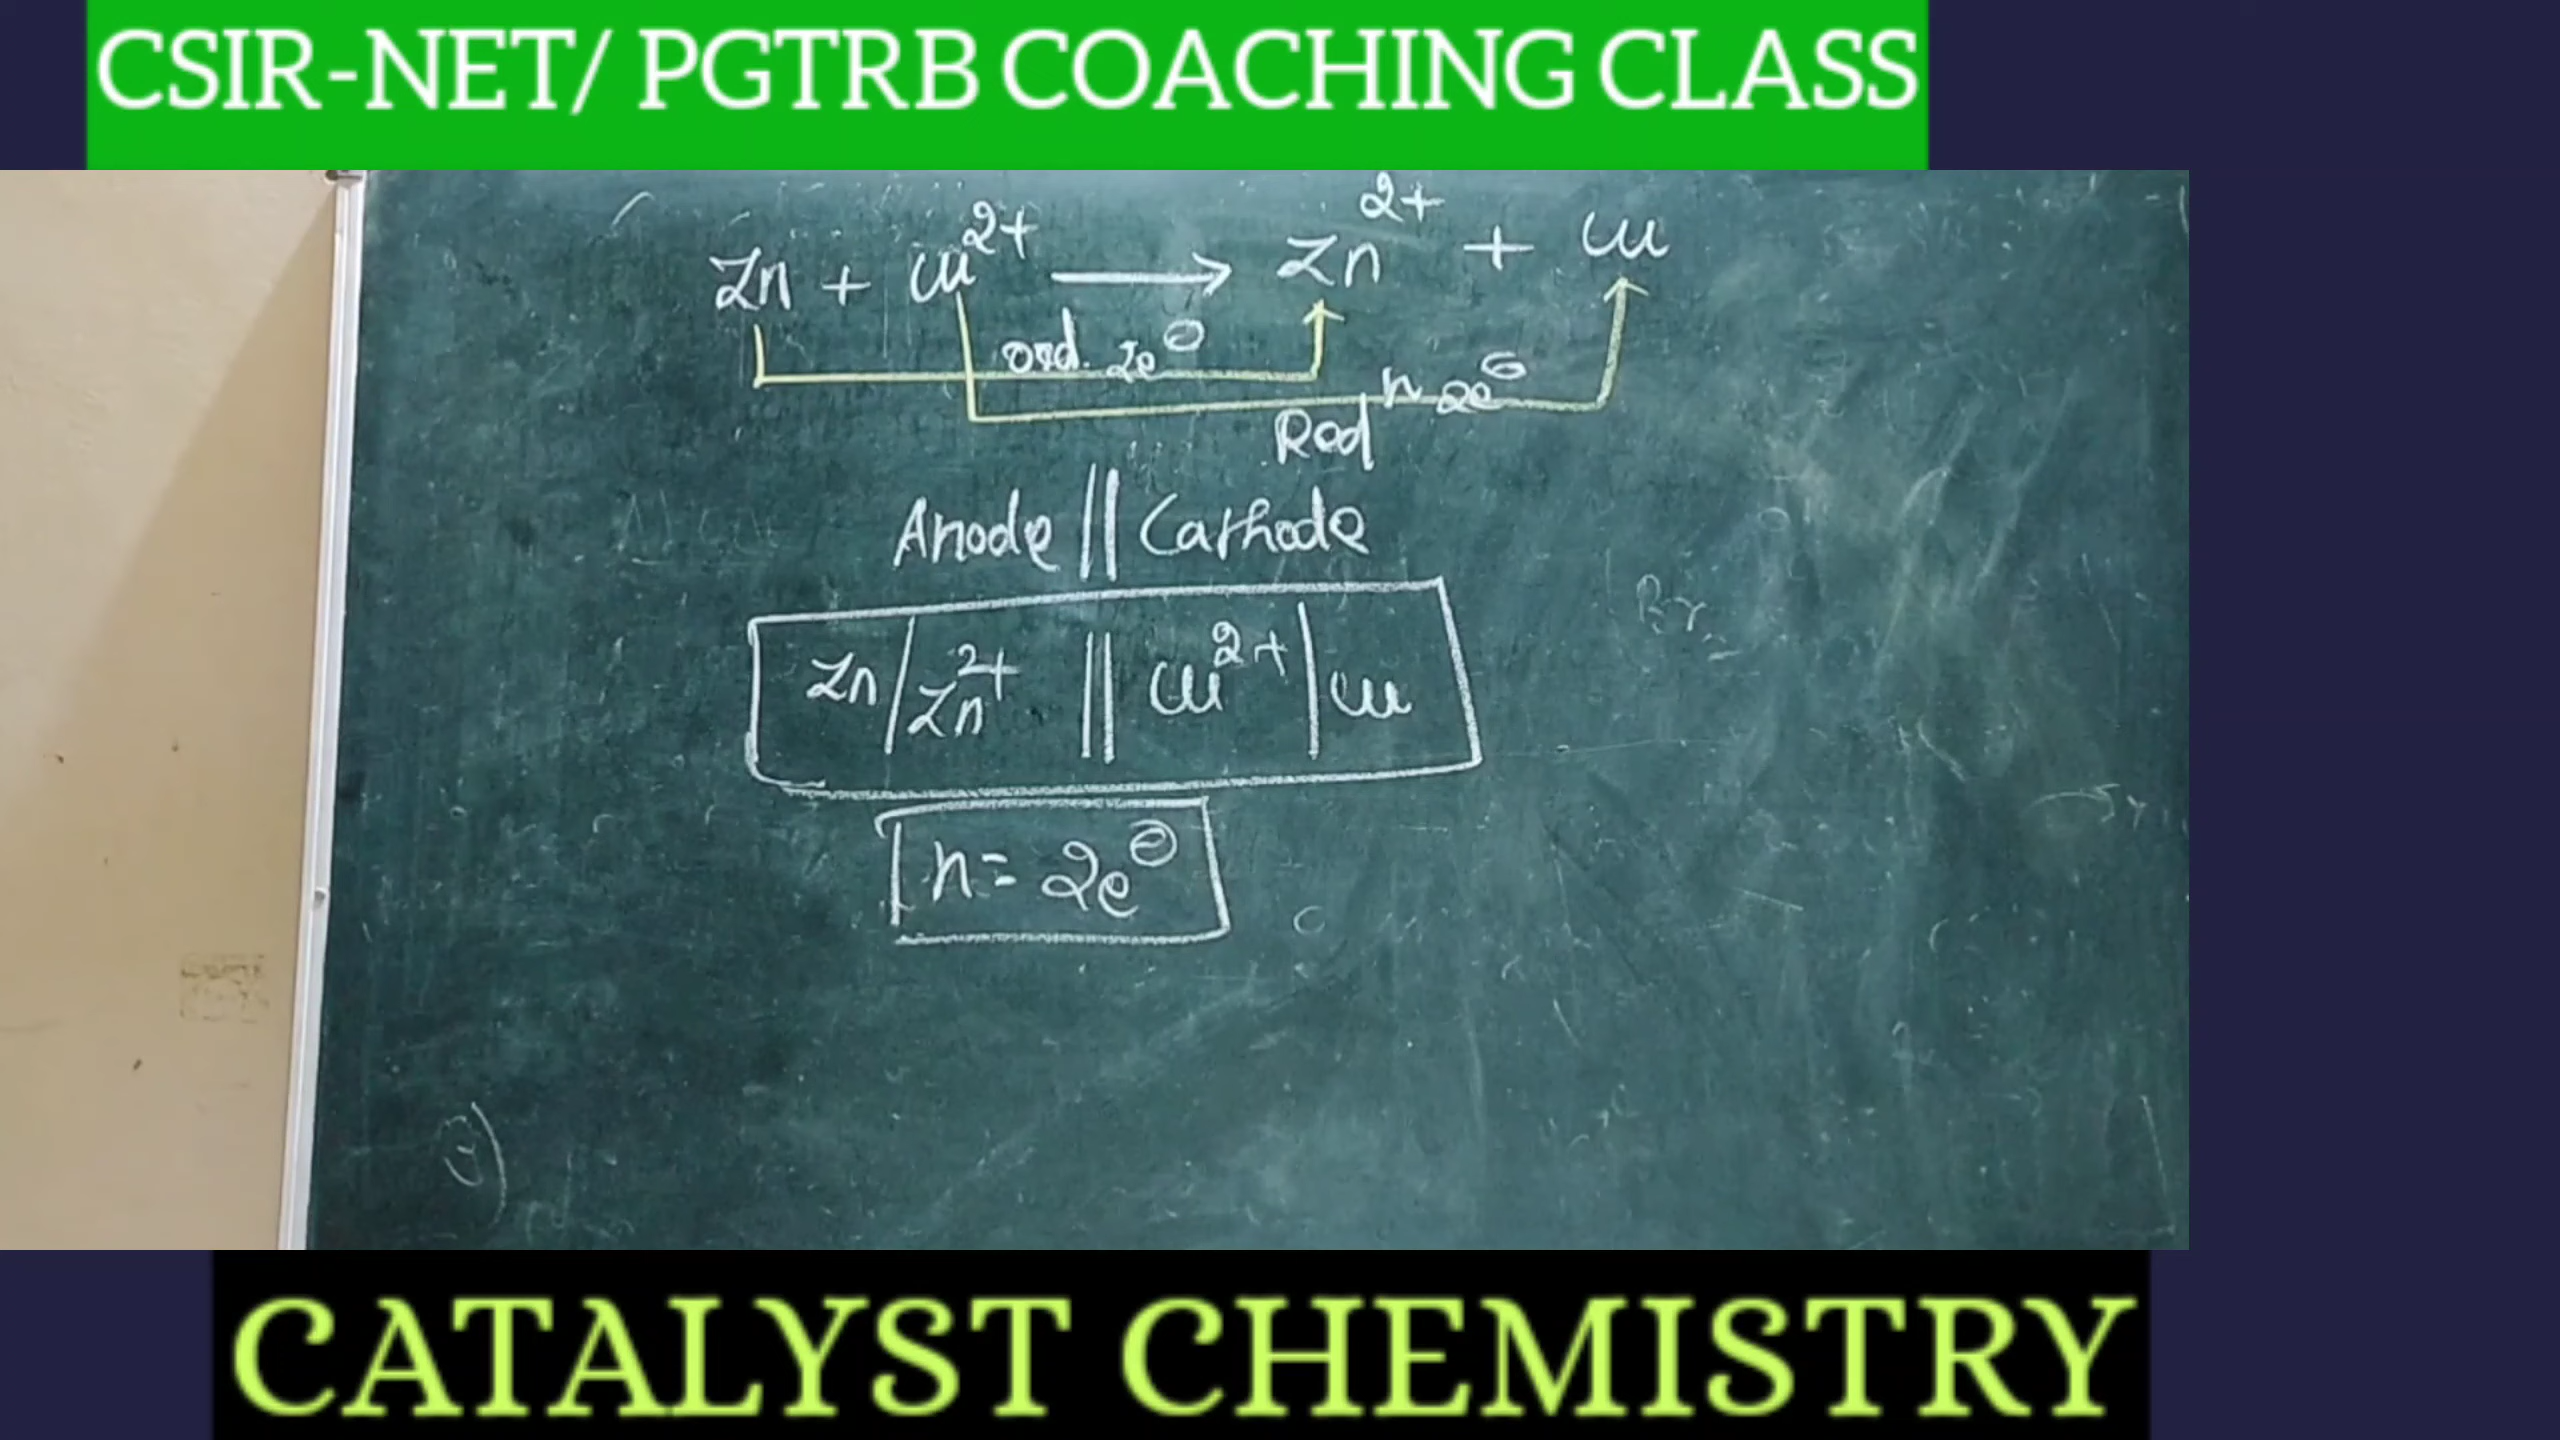 CSIR-NET/ PGTRB COACHING CLASS
Zn + Cu²⁺ ⟶ Zn²⁺ + Cu
oxd. 2e⊖
n 2e⊖
Red
Anode || Cathode
Zn | Zn²⁺ || Cu²⁺ | Cu
n = 2e⊖
CATALYST CHEMISTRY